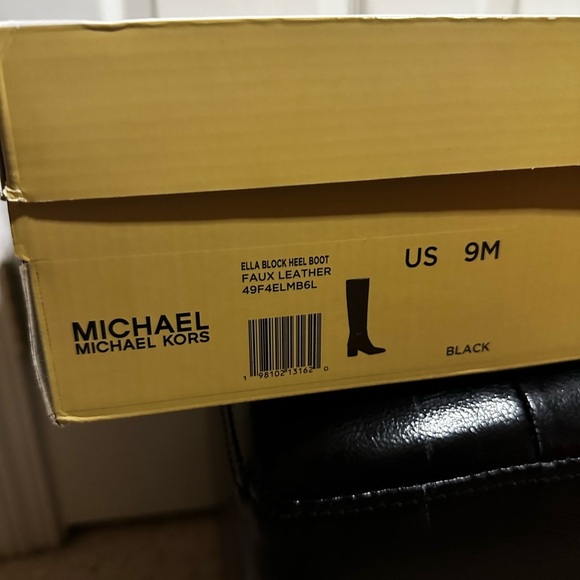 ELLA BLOCK HEEL BOOT
FAUX LEATHER
49F4ELMB6L
US 9M
MICHAEL
MICHAEL KORS
1 98102 13162 0
BLACK